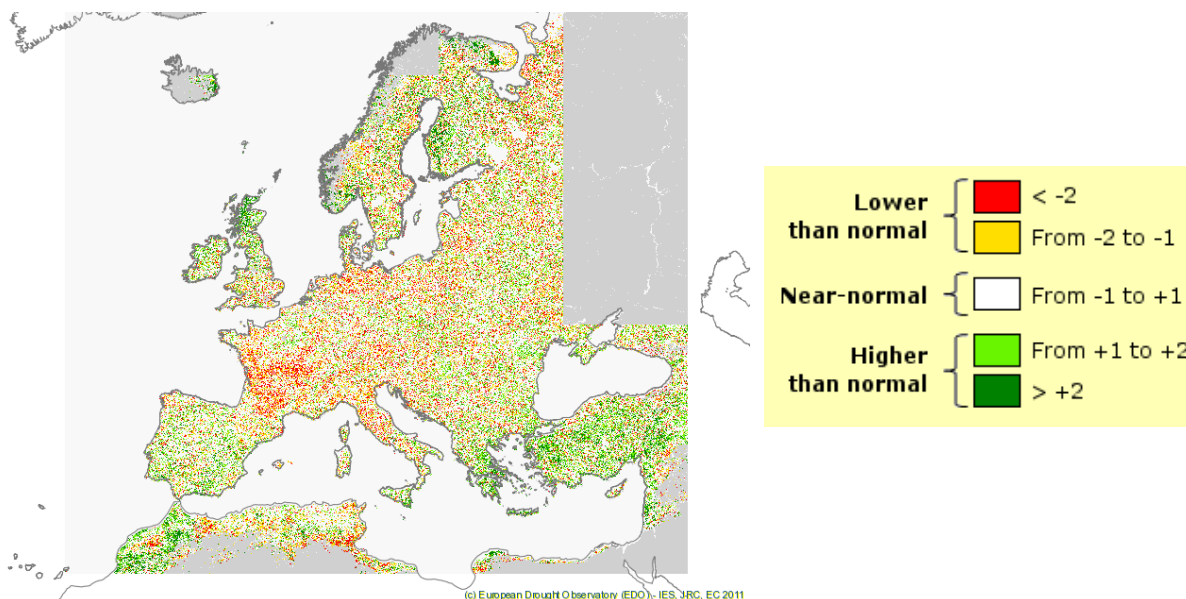 Lower
than normal
< -2
From -2 to -1
Near-normal
From -1 to +1
Higher
than normal
From +1 to +2
> +2
(c) European Drought Observatory (EDO) - IES, JRC, EC 2011